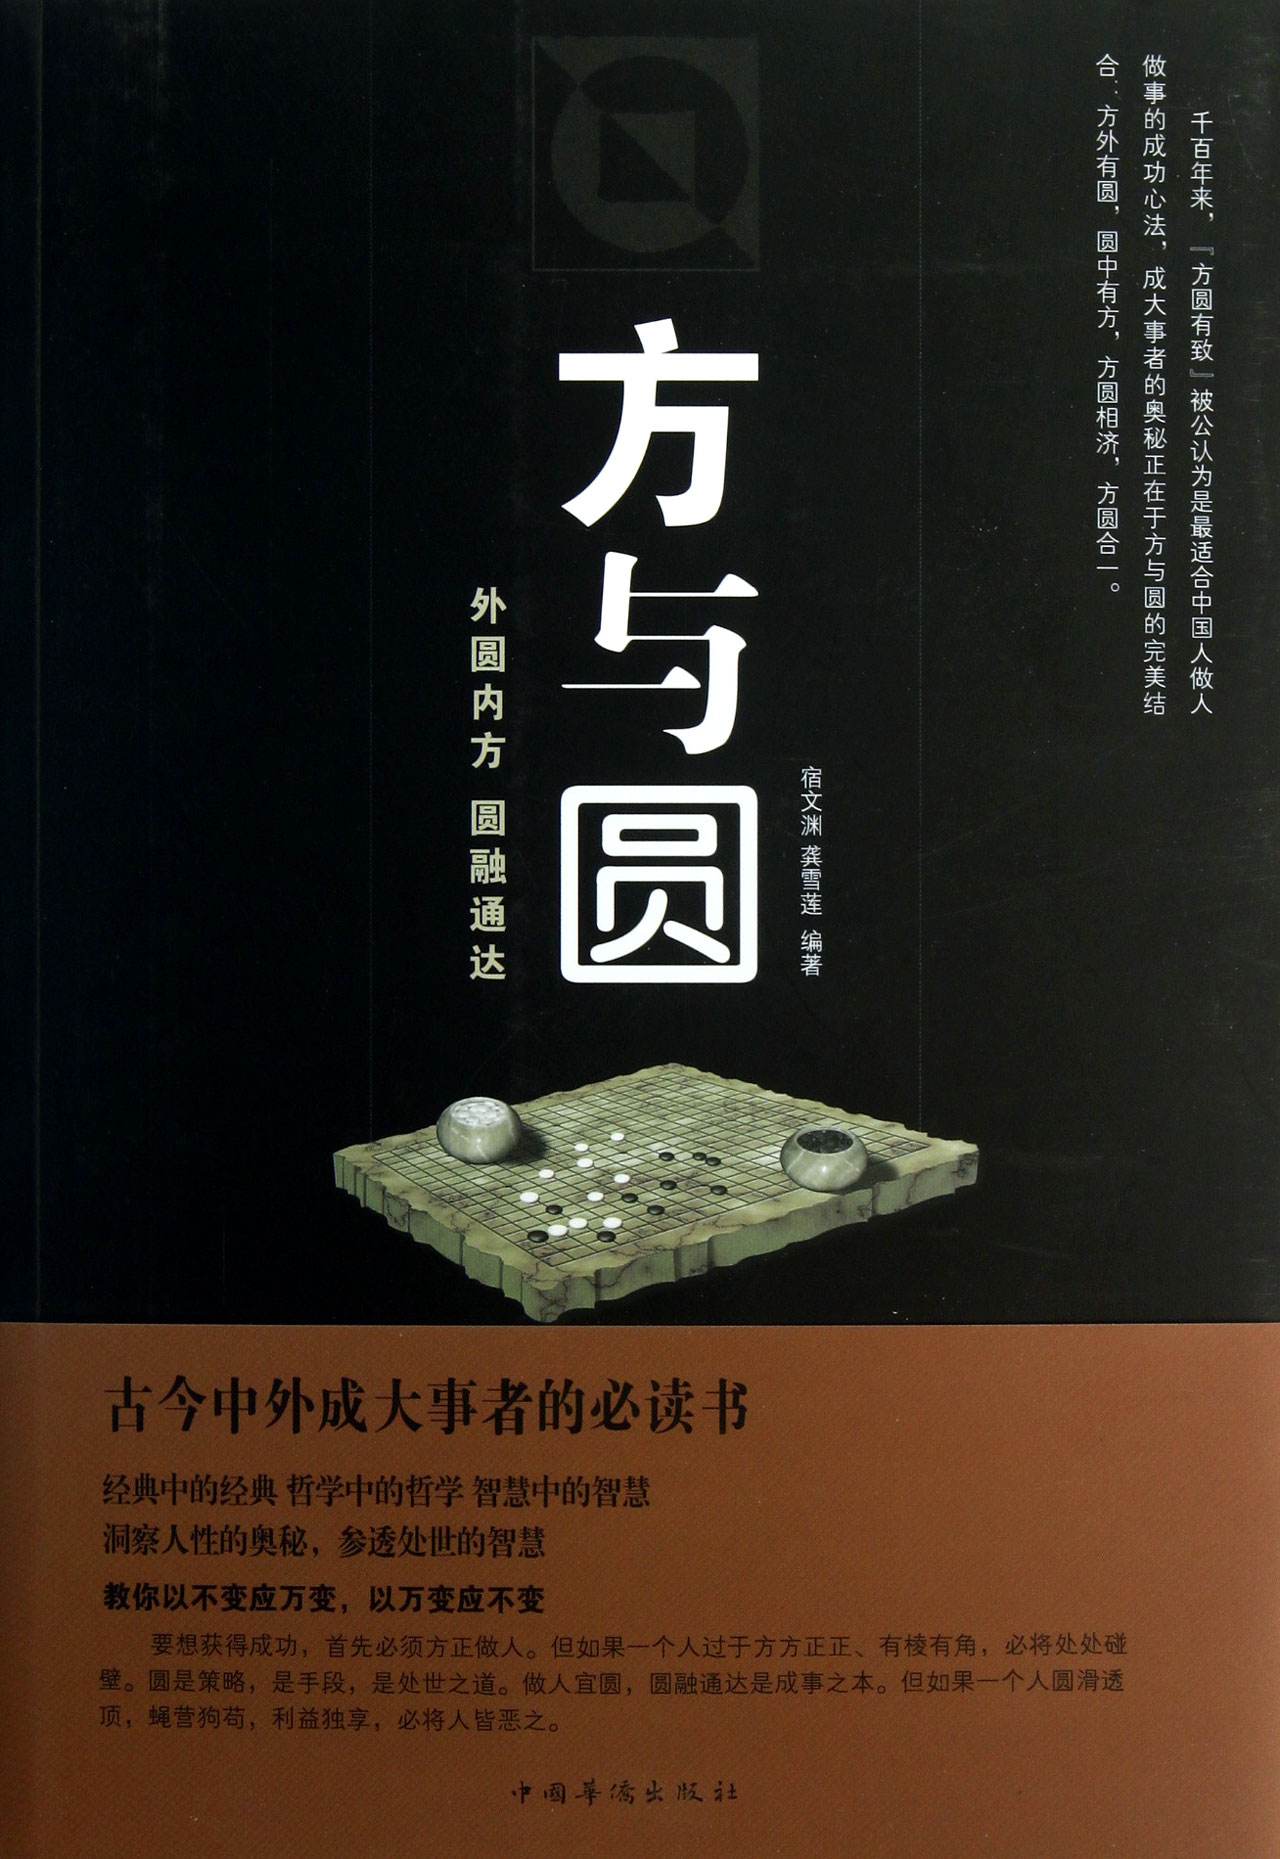 千百年来，『方圆有致』被公认为是最适合中国人做人
做事的成功心法，成大事者的奥秘正在于方与圆的完美结
合：方外有圆，圆中有方，方圆相济，方圆合一。
方与圆
宿文渊 龚雪莲 编著
外圆内方 圆融通达
古今中外成大事者的必读书
经典中的经典 哲学中的哲学 智慧中的智慧
洞察人性的奥秘，参透处世的智慧
教你以不变应万变，以万变应不变
要想获得成功，首先必须方正做人。但如果一个人过于方方正正、有棱有角，必将处处碰
壁。圆是策略，是手段，是处世之道。做人宜圆，圆融通达是成事之本。但如果一个人圆滑透
顶，蝇营狗苟，利益独享，必将人皆恶之。
中國華僑出版社